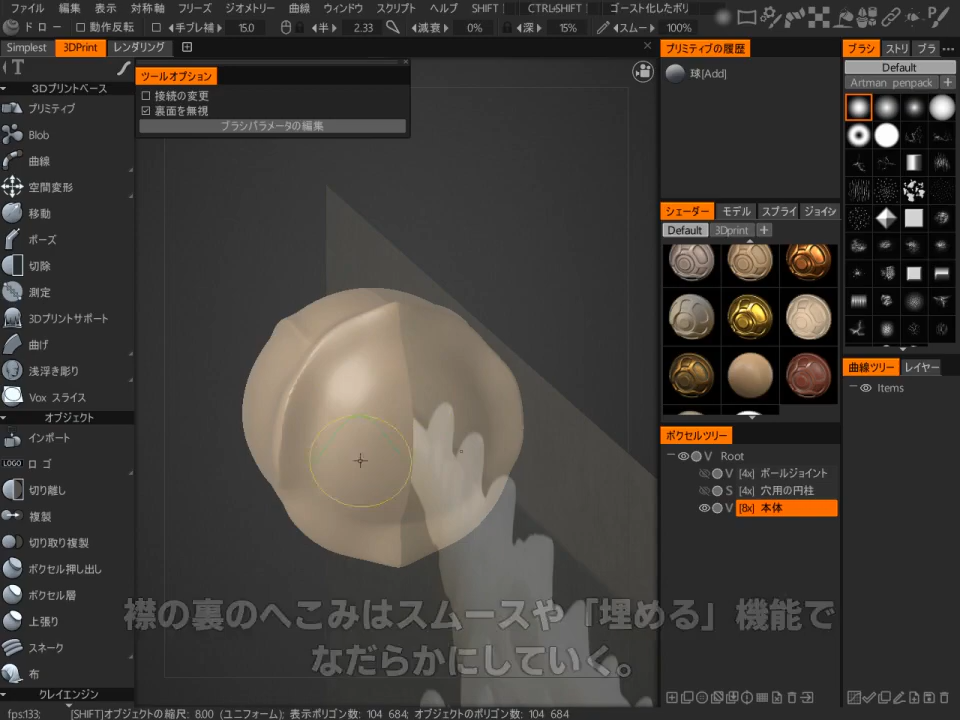 ファイル 編集 表示 対称軸 フリーズ ジオメトリー 曲線 ウィンドウ スクリプト ヘルプ SHIFT CTRL+SHIFT ゴースト化したポリ
ドロー 動作反転 手ブレ補 15.0 半 2.33 減衰 0% 深 15% スムー 100%
Simplest 3DPrint レンダリング
ツールオプション
接続の変更
裏面を無視
ブラシパラメータの編集
3Dプリントベース
プリミティブ
Blob
曲線
空間変形
移動
ポーズ
切除
測定
3Dプリントサポート
曲げ
浅浮き彫り
Vox スライス
オブジェクト
インポート
LOGO ロゴ
切り離し
複製
切り取り複製
ボクセル押し出し
ボクセル層
上張り
スネーク
布
クレイエンジン
プリミティブの履歴
球[Add]
シェーダー モデル スプライ ジョイン
Default 3Dprint
ボクセルツリー
V Root
V [4x] ボールジョイント
S [4x] 穴用の円柱
V [8x] 本体
ブラシ ストリ ブラ
Default
Artman penpack
曲線ツリー レイヤー
Items
襟の裏のへこみはスムースや「埋める」機能で
なだらかにしていく。
fps:133; [SHIFT]オブジェクトの縮尺: 8.00 (ユニフォーム); 表示ポリゴン数: 104 684; オブジェクトのポリゴン数: 104 684